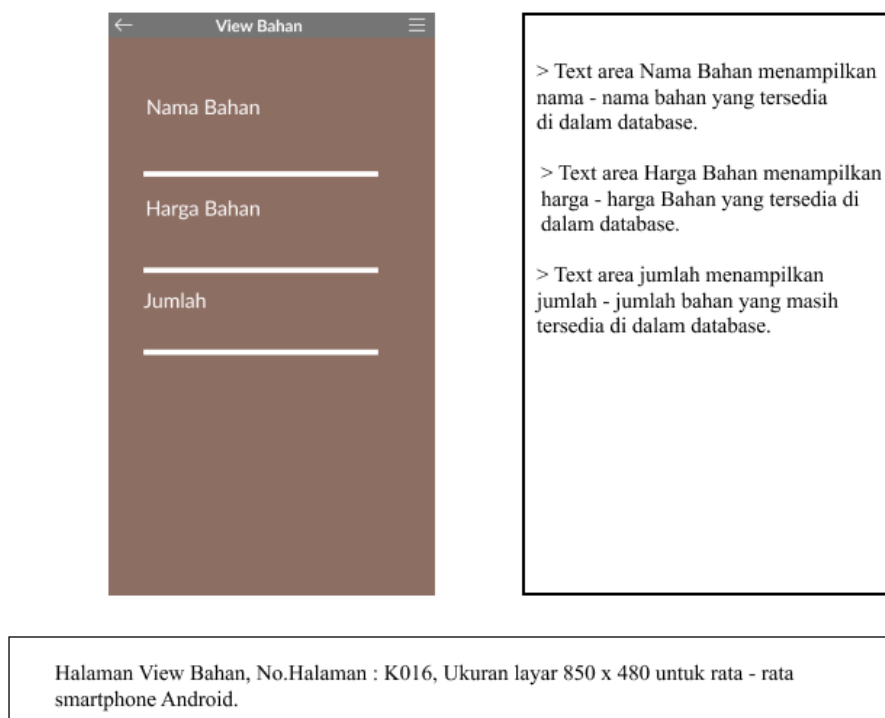 View Bahan
Nama Bahan
Harga Bahan
Jumlah
> Text area Nama Bahan menampilkan
nama - nama bahan yang tersedia
di dalam database.
> Text area Harga Bahan menampilkan
harga - harga Bahan yang tersedia di
dalam database.
> Text area jumlah menampilkan
jumlah - jumlah bahan yang masih
tersedia di dalam database.
Halaman View Bahan, No.Halaman : K016, Ukuran layar 850 x 480 untuk rata - rata
smartphone Android.